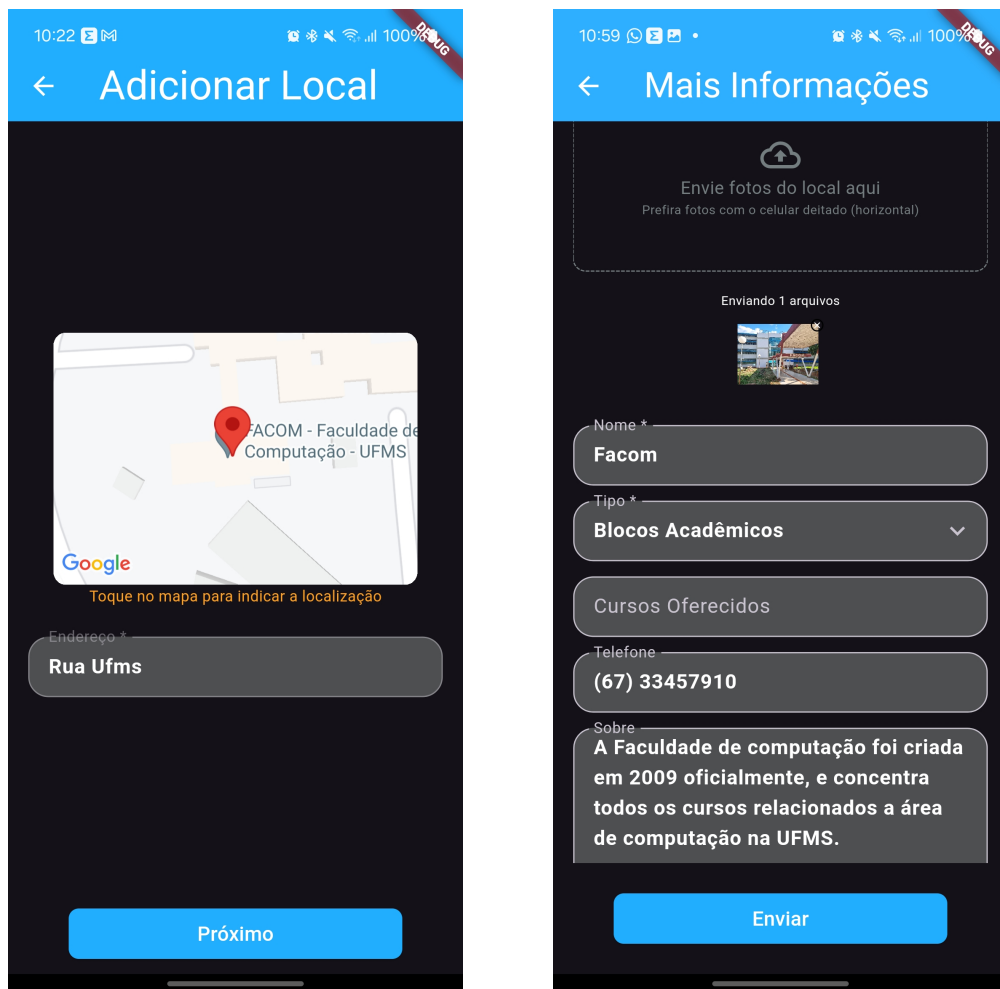 10:22
100%
DEBUG
Adicionar Local
FACOM - Faculdade de
Computação - UFMS
Google
Toque no mapa para indicar a localização
Endereço *
Rua Ufms
Próximo
10:59
100%
DEBUG
Mais Informações
Envie fotos do local aqui
Prefira fotos com o celular deitado (horizontal)
Enviando 1 arquivos
Nome *
Facom
Tipo *
Blocos Acadêmicos
Cursos Oferecidos
Telefone
(67) 33457910
Sobre
A Faculdade de computação foi criada
em 2009 oficialmente, e concentra
todos os cursos relacionados a área
de computação na UFMS.
Enviar